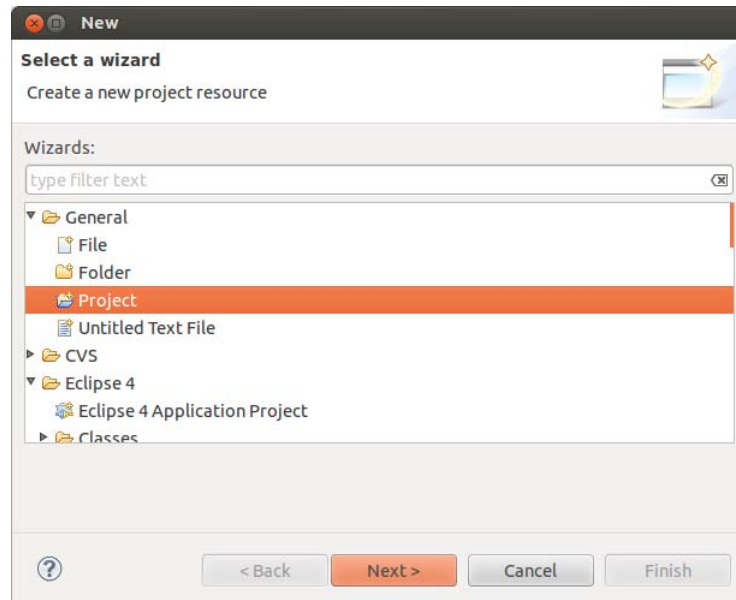 New
Select a wizard
Create a new project resource
Wizards:
type filter text
General
File
Folder
Project
Untitled Text File
CVS
Eclipse 4
Eclipse 4 Application Project
Classes
? < Back Next > Cancel Finish